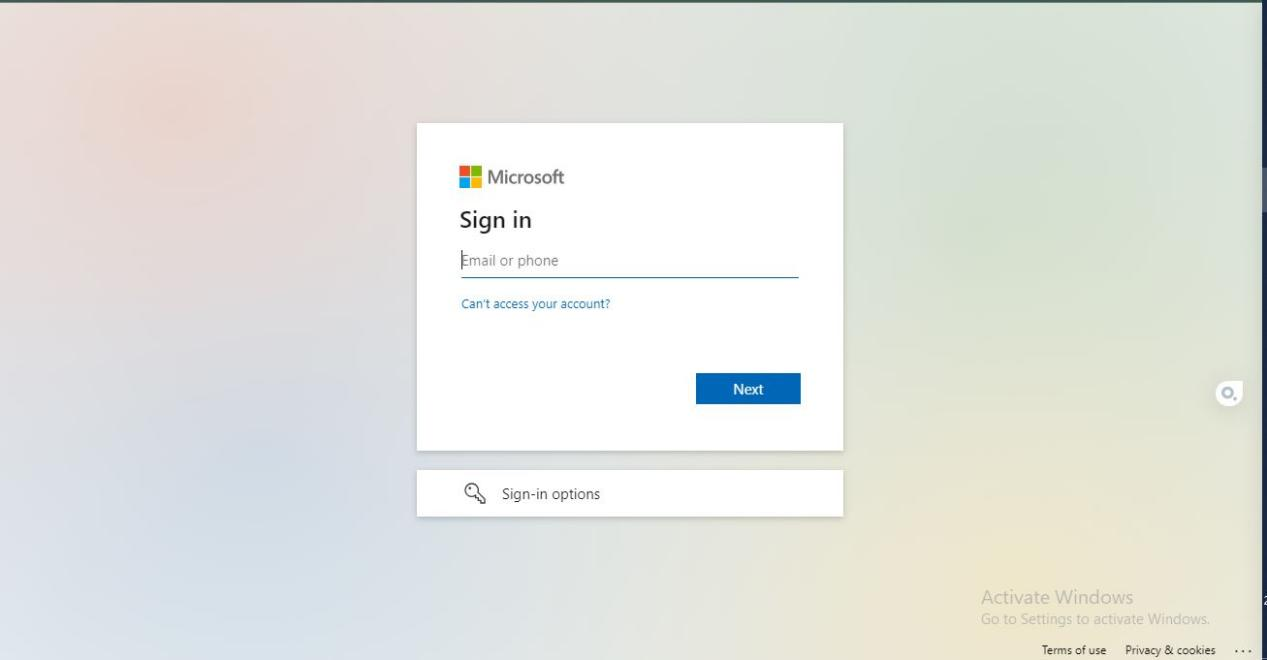 Microsoft
Sign in
Email or phone
Can't access your account?
Next
Sign-in options
Activate Windows
Go to Settings to activate Windows.
Terms of use Privacy & cookies ...